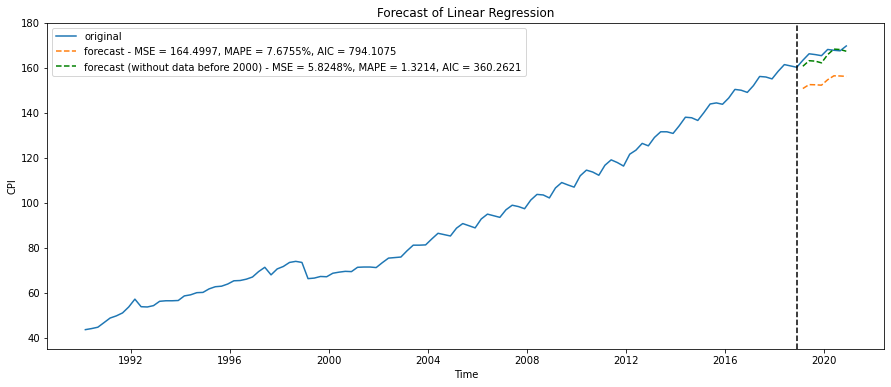 Forecast of Linear Regression
original
forecast - MSE = 164.4997, MAPE = 7.6755%, AIC = 794.1075
forecast (without data before 2000) - MSE = 5.8248%, MAPE = 1.3214, AIC = 360.2621
180
160
140
120
100
80
60
40
CPI
1992 1996 2000 2004 2008 2012 2016 2020
Time